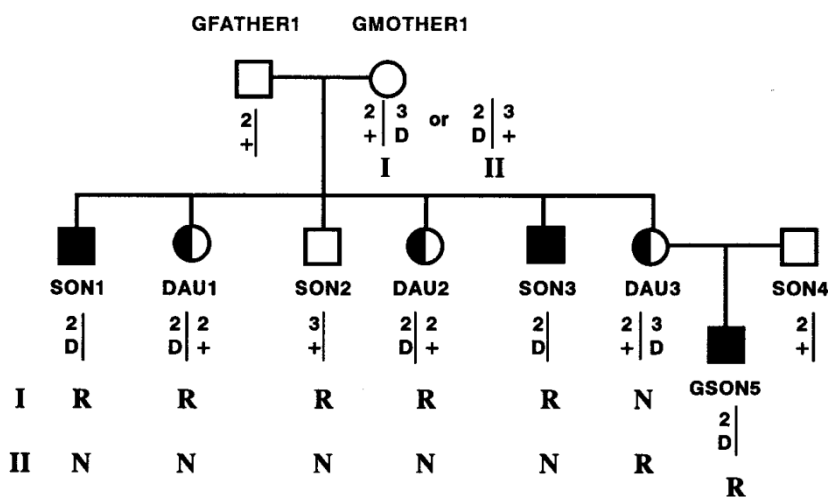 GFATHER1 GMOTHER1
2 2 3 or 2 3
+ + D D +
I II
SON1 DAU1 SON2 DAU2 SON3 DAU3 SON4
2 2 2 3 2 2 2 2 3 2
D D + + D + D + D +
I R R R R R N GSON5
2
D
II N N N N N R
R